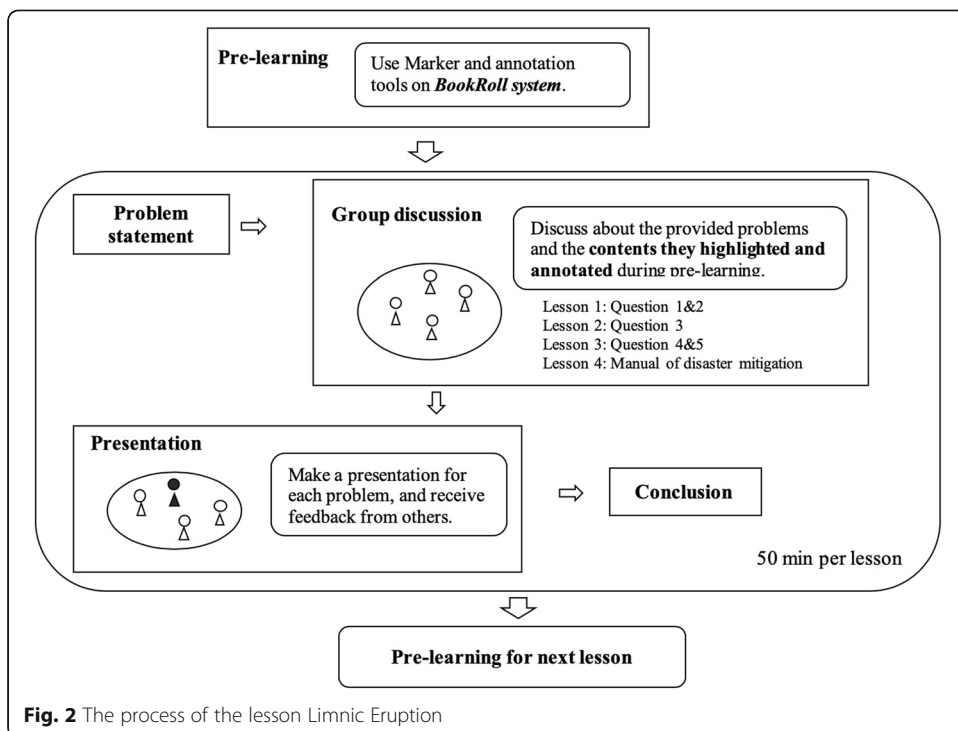 Pre-learning
Use Marker and annotation
tools on BookRoll system.
Problem
statement
Group discussion
Discuss about the provided problems
and the contents they highlighted and
annotated during pre-learning.
Lesson 1: Question 1&2
Lesson 2: Question 3
Lesson 3: Question 4&5
Lesson 4: Manual of disaster mitigation
Presentation
Make a presentation for
each problem, and receive
feedback from others.
Conclusion
50 min per lesson
Pre-learning for next lesson
Fig. 2 The process of the lesson Limnic Eruption